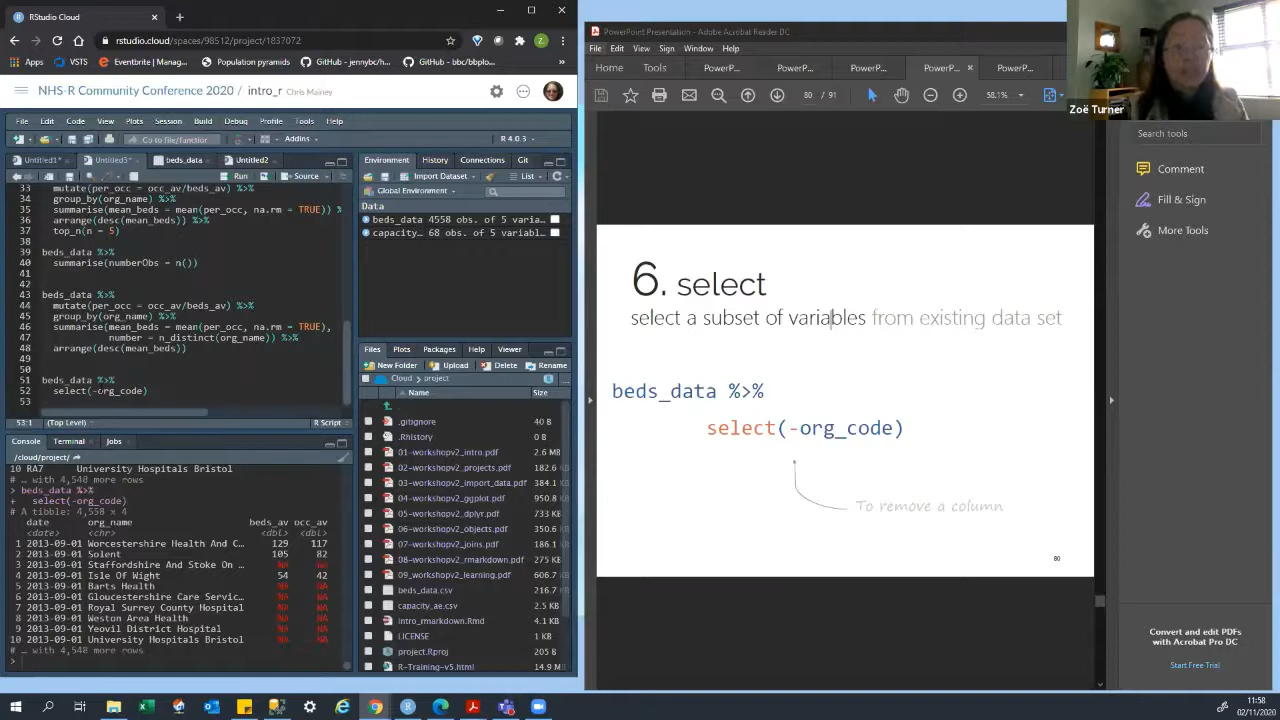 RStudio Cloud
rstudio.cloud/spaces/98512/project/1837072
Apps
VSTS
Eventbrite | Manag...
Population pyramids
GitHub - jennybc/h...
GitHub - bbc/bbplo...
NHS-R Community Conference 2020 / intro_r Chris Mainey
File Edit Code View Plots Session Build Debug Profile Tools Help
Go to file/function
Addins
R 4.0.3
Untitled1* Untitled3* beds_data Untitled2
Run
Source
33 mutate(per_occ = occ_av/beds_av) %>%
34 group_by(org_name) %>%
35 summarise(mean_beds = mean(per_occ, na.rm = TRUE)) %
36 arrange(desc(mean_beds)) %>%
37 top_n(n = 5)
38
39 beds_data %>%
40 summarise(numberObs = n())
41
42
43 beds_data %>%
44 mutate(per_occ = occ_av/beds_av) %>%
45 group_by(org_name) %>%
46 summarise(mean_beds = mean(per_occ, na.rm = TRUE),
47 number = n_distinct(org_name)) %>%
48 arrange(desc(mean_beds))
49
50
51 beds_data %>%
52 select(-org_code)
53
53:1 (Top Level) R Script
Console Terminal Jobs
/cloud/project/
10 RA7 University Hospitals Bristol
# … with 4,548 more rows
> beds_data %>%
+ select(-org_code)
# A tibble: 4,558 x 4
date org_name beds_av occ_av
<date> <chr> <dbl> <dbl>
1 2013-09-01 Worcestershire Health And C… 129 117
2 2013-09-01 Solent 105 82
3 2013-09-01 Staffordshire And Stoke On … NA NA
4 2013-09-01 Isle Of Wight 54 42
5 2013-09-01 Barts Health NA NA
6 2013-09-01 Gloucestershire Care Servic… NA NA
7 2013-09-01 Royal Surrey County Hospital NA NA
8 2013-09-01 Weston Area Health NA NA
9 2013-09-01 Yeovil District Hospital NA NA
10 2013-09-01 University Hospitals Bristol NA NA
# … with 4,548 more rows
>
Environment History Connections Git
Import Dataset
List
Global Environment
Data
beds_data 4558 obs. of 5 varia...
capacity... 68 obs. of 5 variabl...
Files Plots Packages Help Viewer
New Folder Upload Delete Rename
Cloud project
Name Size
..
.gitignore 40 B
.Rhistory 0 B
01-workshopv2_intro.pdf 2.6 MB
02-workshopv2_projects.pdf 182.6 K
03-workshopv2_import_data.pdf 384.1 K
04-workshopv2_ggplot.pdf 950.8 K
05-workshopv2_dplyr.pdf 733 K
06-workshopv2_objects.pdf 350.6
07-workshopv2_joins.pdf 186.1
08-workshopv2_rmarkdown.pdf 275 KB
09_workshopv2_learning.pdf 606.7
beds_data.csv 216.7
capacity_ae.csv 2.5 KB
intro_markdown.Rmd 4.1 KB
LICENSE 1 KB
project.Rproj 205 B
R-Training-v5.html 14.9 M
PowerPoint Presentation - Adobe Acrobat Reader DC
File Edit View Sign Window Help
Home Tools PowerP... PowerP... PowerP... PowerP... PowerP...
80 / 91
58.1%
6. select
select a subset of variables from existing data set
beds_data %>%
select(-org_code)
To remove a column
80
Zoë Turner
Search tools
Comment
Fill & Sign
More Tools
Convert and edit PDFs
with Acrobat Pro DC
Start Free Trial
11:58
02/11/2020